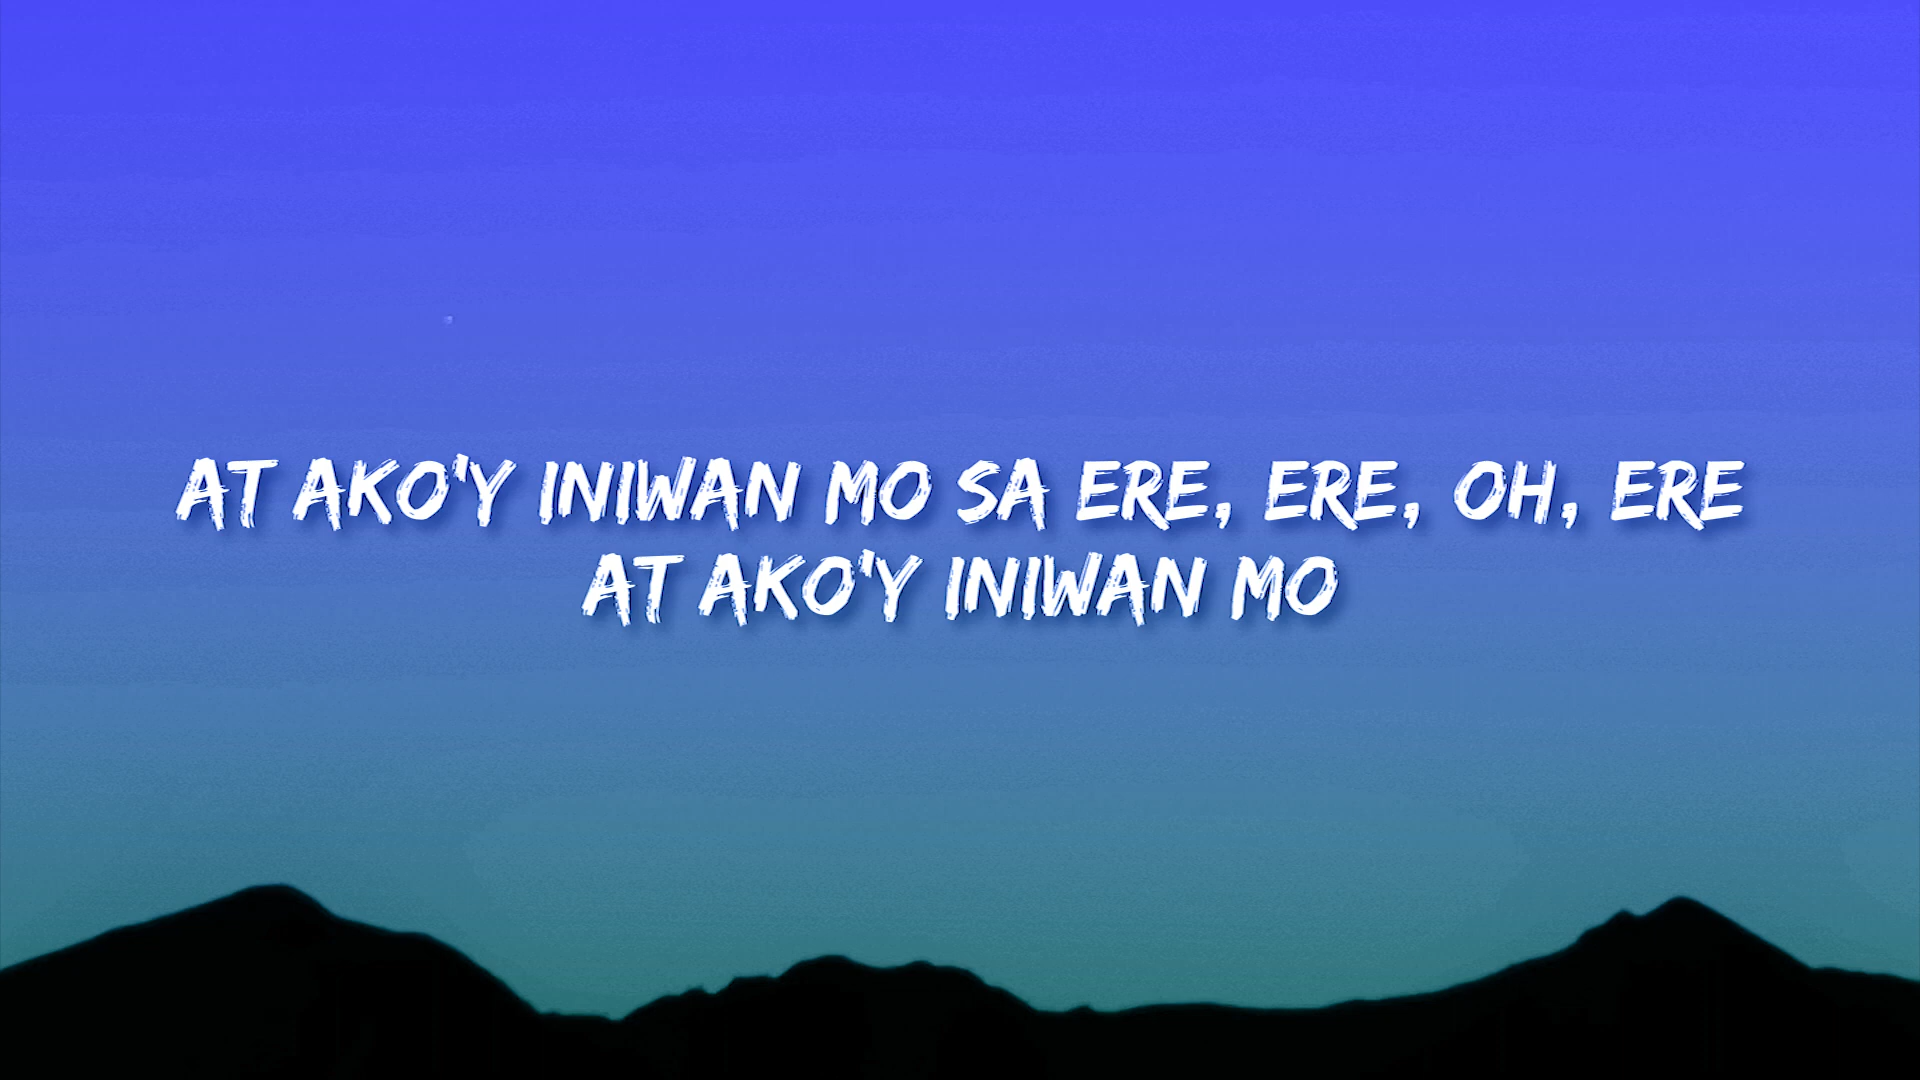 AT AKO'Y INIWAN MO SA ERE, ERE, OH, ERE
AT AKO'Y INIWAN MO